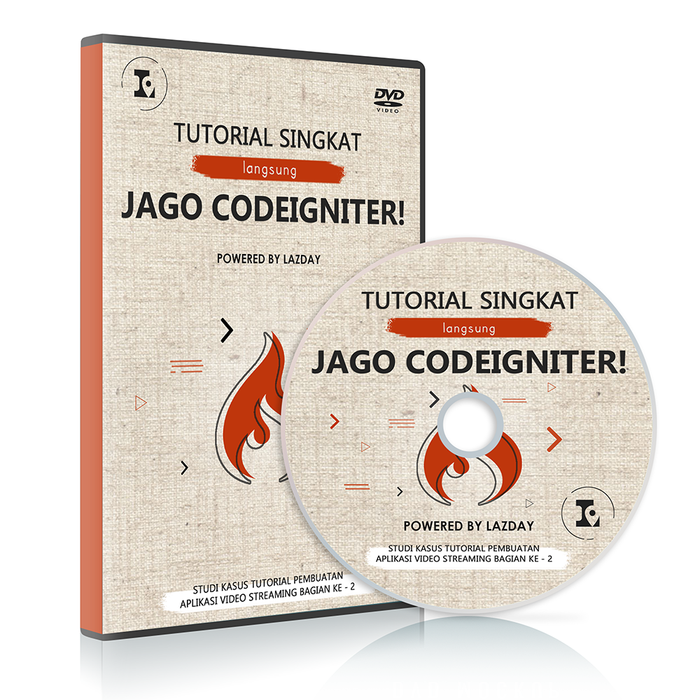 DVD
VIDEO
TUTORIAL SINGKAT
langsung
JAGO CODEIGNITER!
POWERED BY LAZDAY
STUDI KASUS TUTORIAL PEMBUATAN
APLIKASI VIDEO STREAMING BAGIAN KE - 2
TUTORIAL SINGKAT
langsung
JAGO CODEIGNITER!
POWERED BY LAZDAY
STUDI KASUS TUTORIAL PEMBUATAN
APLIKASI VIDEO STREAMING BAGIAN KE - 2